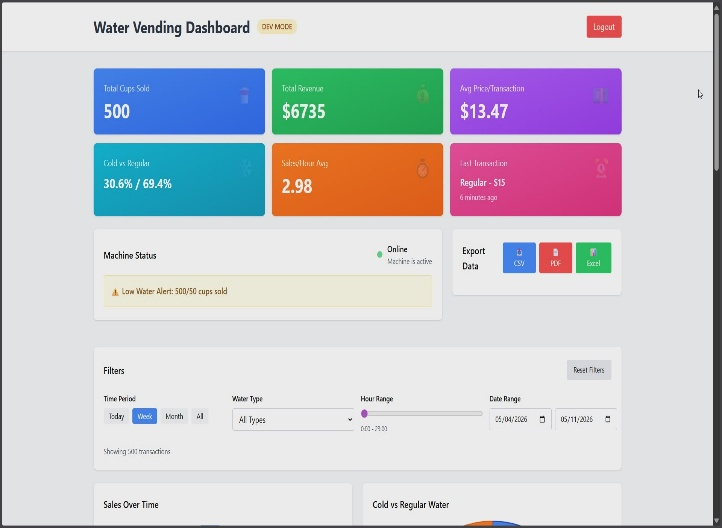 Water Vending Dashboard DEV MODE Logout
Total Cups Sold
500
Total Revenue
$6735
Avg Price/Transaction
$13.47
Cold vs Regular
30.6% / 69.4%
Sales/Hour Avg
2.98
Last Transaction
Regular - $15
6 minutes ago
Machine Status
Online
Machine is active
⚠️ Low Water Alert: 500/50 cups sold
Export
Data
CSV
PDF
Excel
Filters
Reset Filters
Time Period
Today Week Month All
Water Type
All Types
Hour Range
0:00 - 23:00
Date Range
05/04/2026 05/11/2026
Showing 500 transactions
Sales Over Time
Cold vs Regular Water